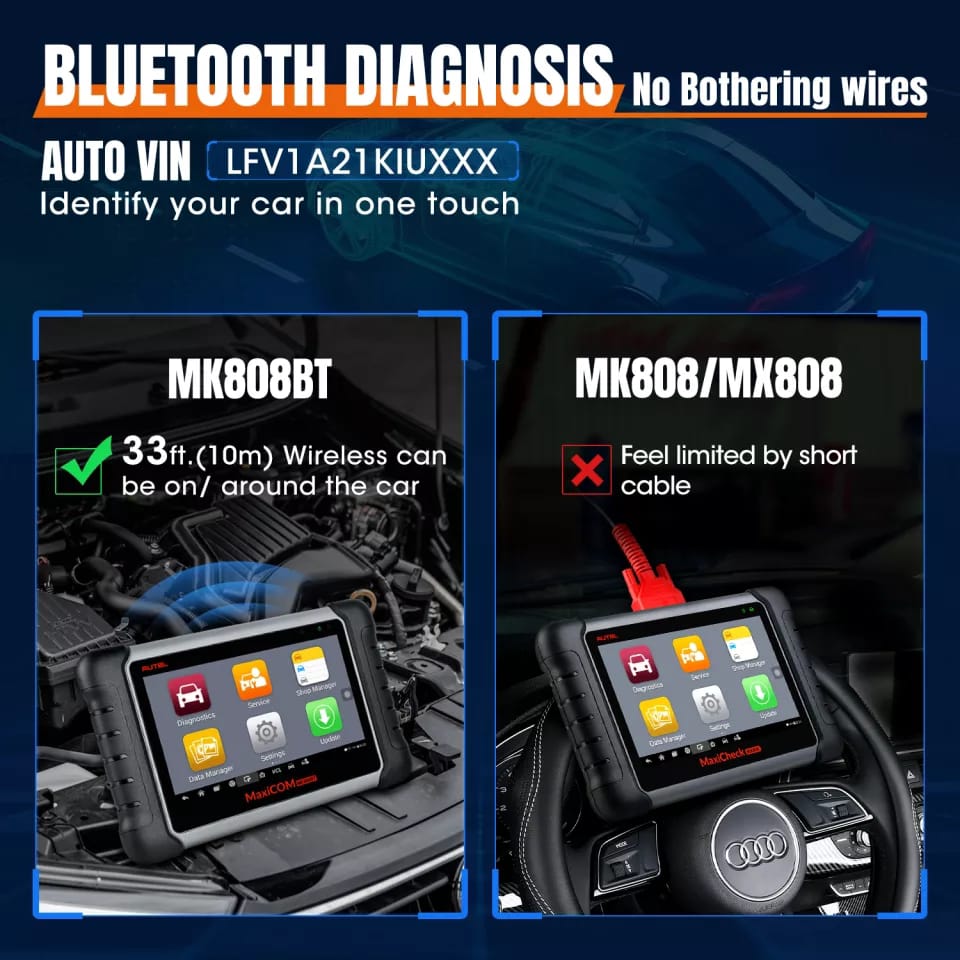 BLUETOOTH DIAGNOSIS No Bothering wires
AUTO VIN LFV1A21KIUXXX
Identify your car in one touch
MK808BT
33ft.(10m) Wireless can
be on/ around the car
AUTEL
Diagnostics
Service
Shop Manager
Data Manager
Settings
Update
MaxiCOM
MK808/MX808
Feel limited by short
cable
AUTEL
Diagnostics
Service
Shop Manager
Data Manager
Settings
Update
MaxiCheck
MODE